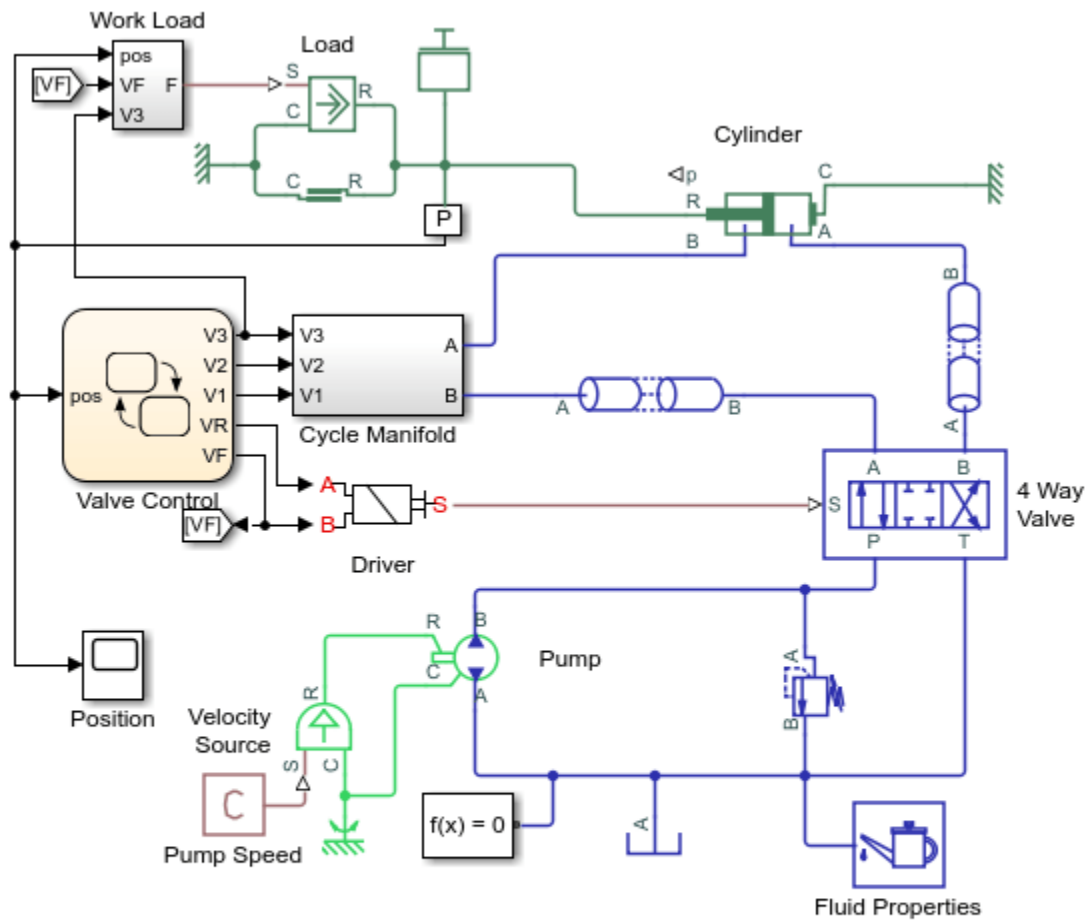 Work Load
pos
[VF]
VF
F
V3
Load
S
R
C
C
R
P
Cylinder
p
C
R
B
A
B
A
V3
V2
V1
VR
VF
pos
Valve Control
V3
V2
V1
A
B
Cycle Manifold
A
B
[VF]
A
B
S
Driver
A
B
S
P
T
4 Way
Valve
Position
Velocity
Source
R
S
C
C
Pump Speed
R
C
B
A
Pump
A
B
f(x) = 0
A
Fluid Properties